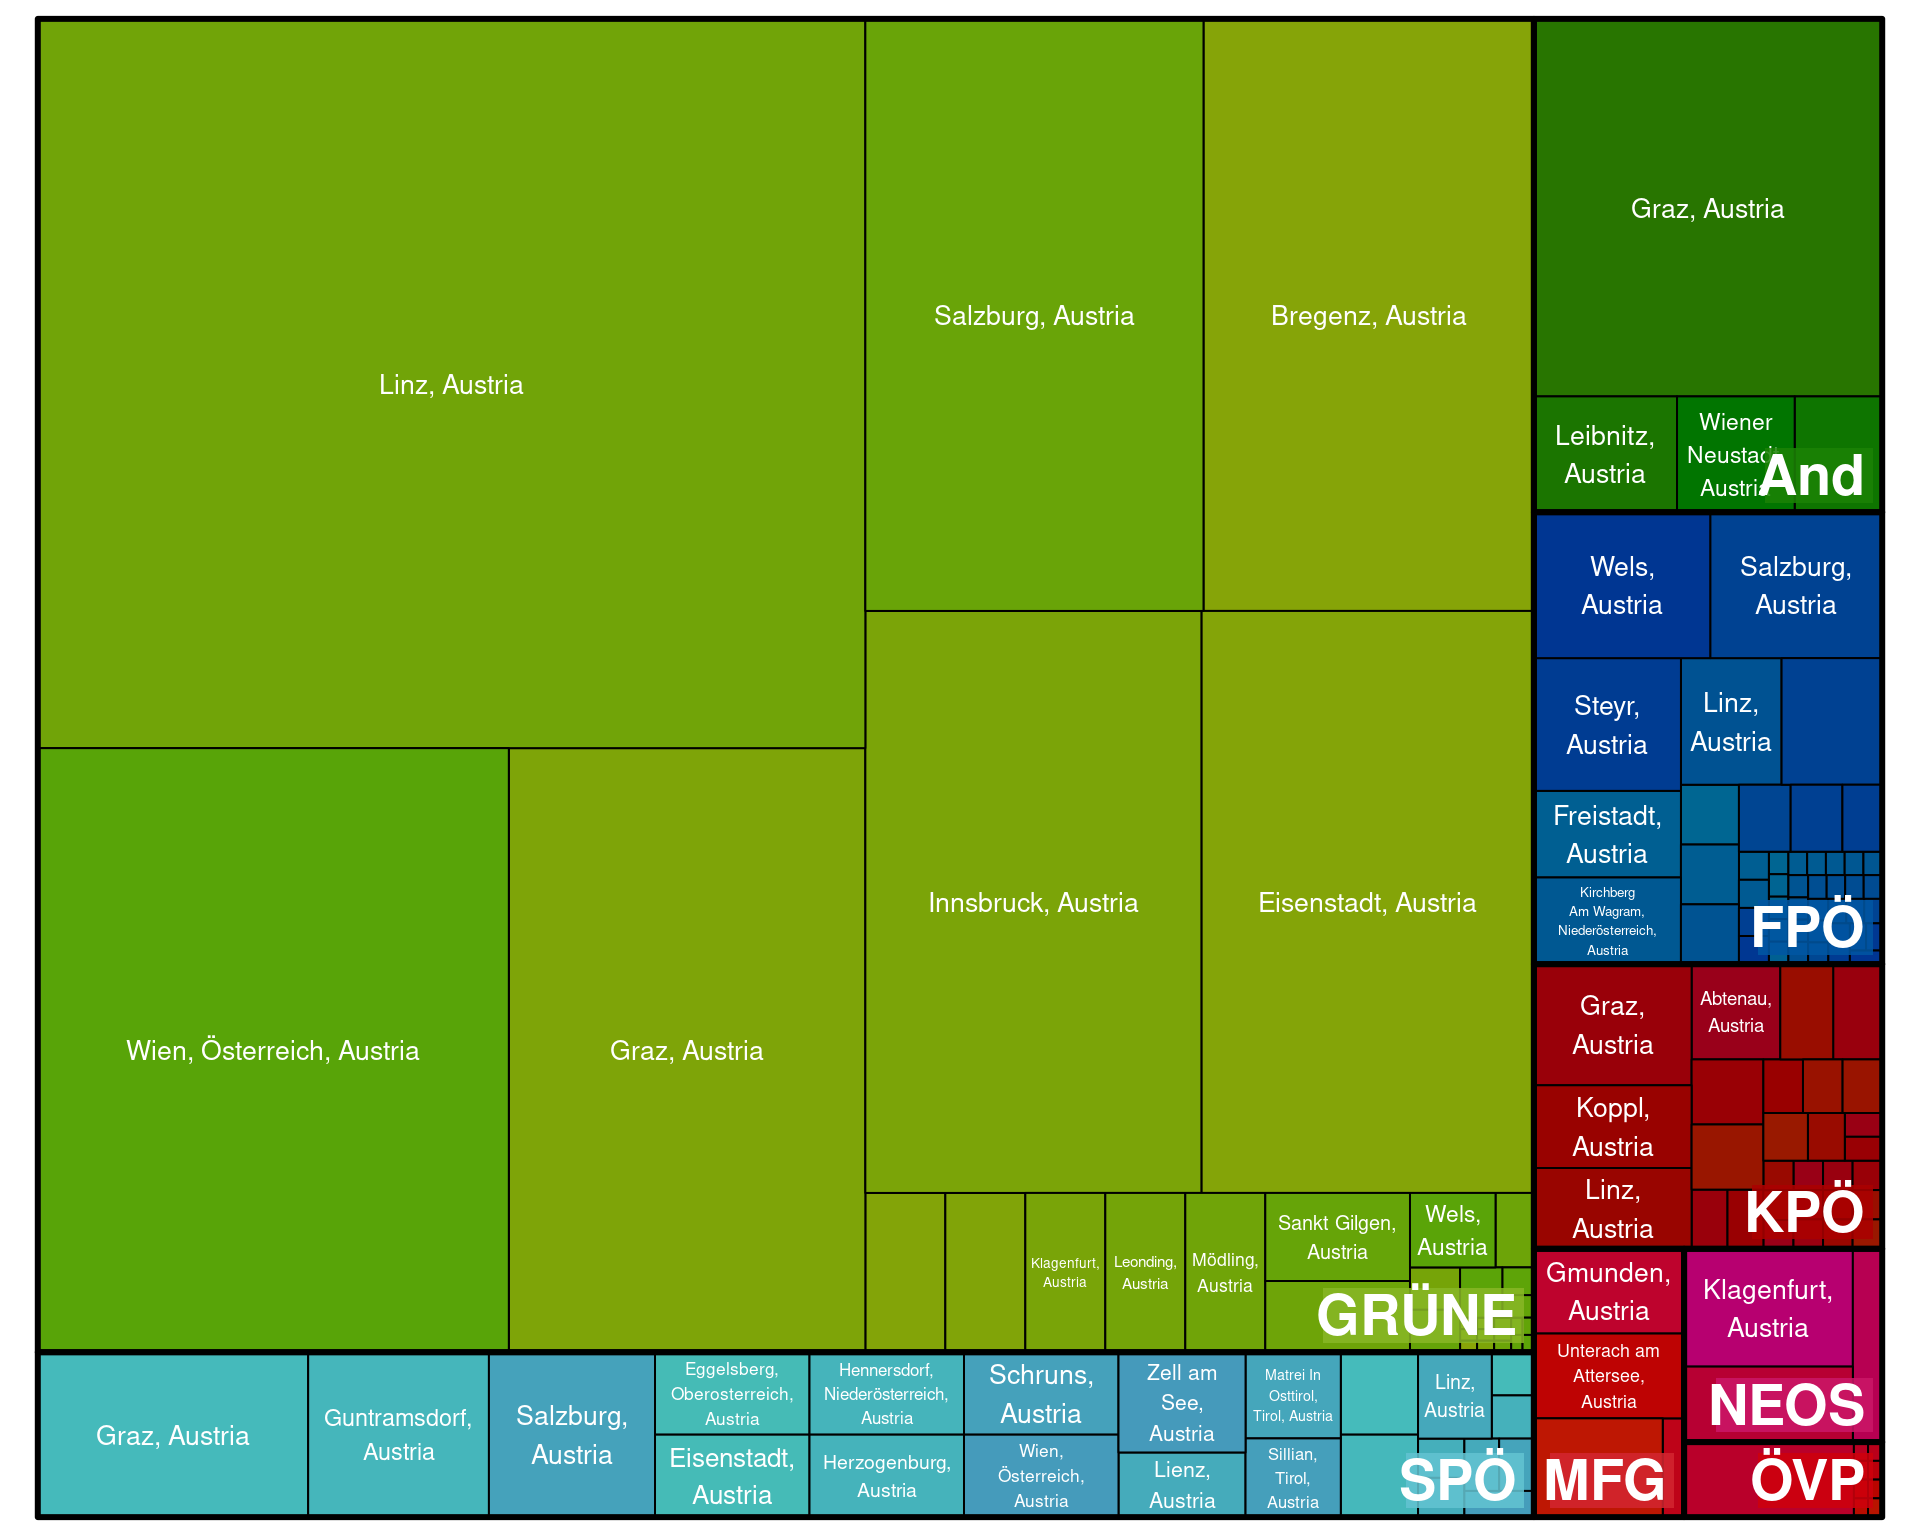 Linz, Austria
Salzburg, Austria
Bregenz, Austria
Wien, Österreich, Austria
Graz, Austria
Innsbruck, Austria
Eisenstadt, Austria
Klagenfurt,
Austria
Leonding,
Austria
Mödling,
Austria
Sankt Gilgen,
Austria
Wels,
Austria
GRÜNE
Graz, Austria
Guntramsdorf,
Austria
Salzburg,
Austria
Eggelsberg,
Oberosterreich,
Austria
Eisenstadt,
Austria
Hennersdorf,
Niederösterreich,
Austria
Herzogenburg,
Austria
Schruns,
Austria
Wien,
Österreich,
Austria
Zell am
See,
Austria
Lienz,
Austria
Matrei In
Osttirol,
Tirol, Austria
Sillian,
Tirol,
Austria
Linz,
Austria
SPÖ
Graz, Austria
Leibnitz,
Austria
Wiener
Neustadt,
Austria
And
Wels,
Austria
Salzburg,
Austria
Steyr,
Austria
Linz,
Austria
Freistadt,
Austria
Kirchberg
Am Wagram,
Niederösterreich,
Austria
FPÖ
Graz,
Austria
Abtenau,
Austria
Koppl,
Austria
Linz,
Austria
KPÖ
Gmunden,
Austria
Unterach am
Attersee,
Austria
MFG
Klagenfurt,
Austria
NEOS
ÖVP